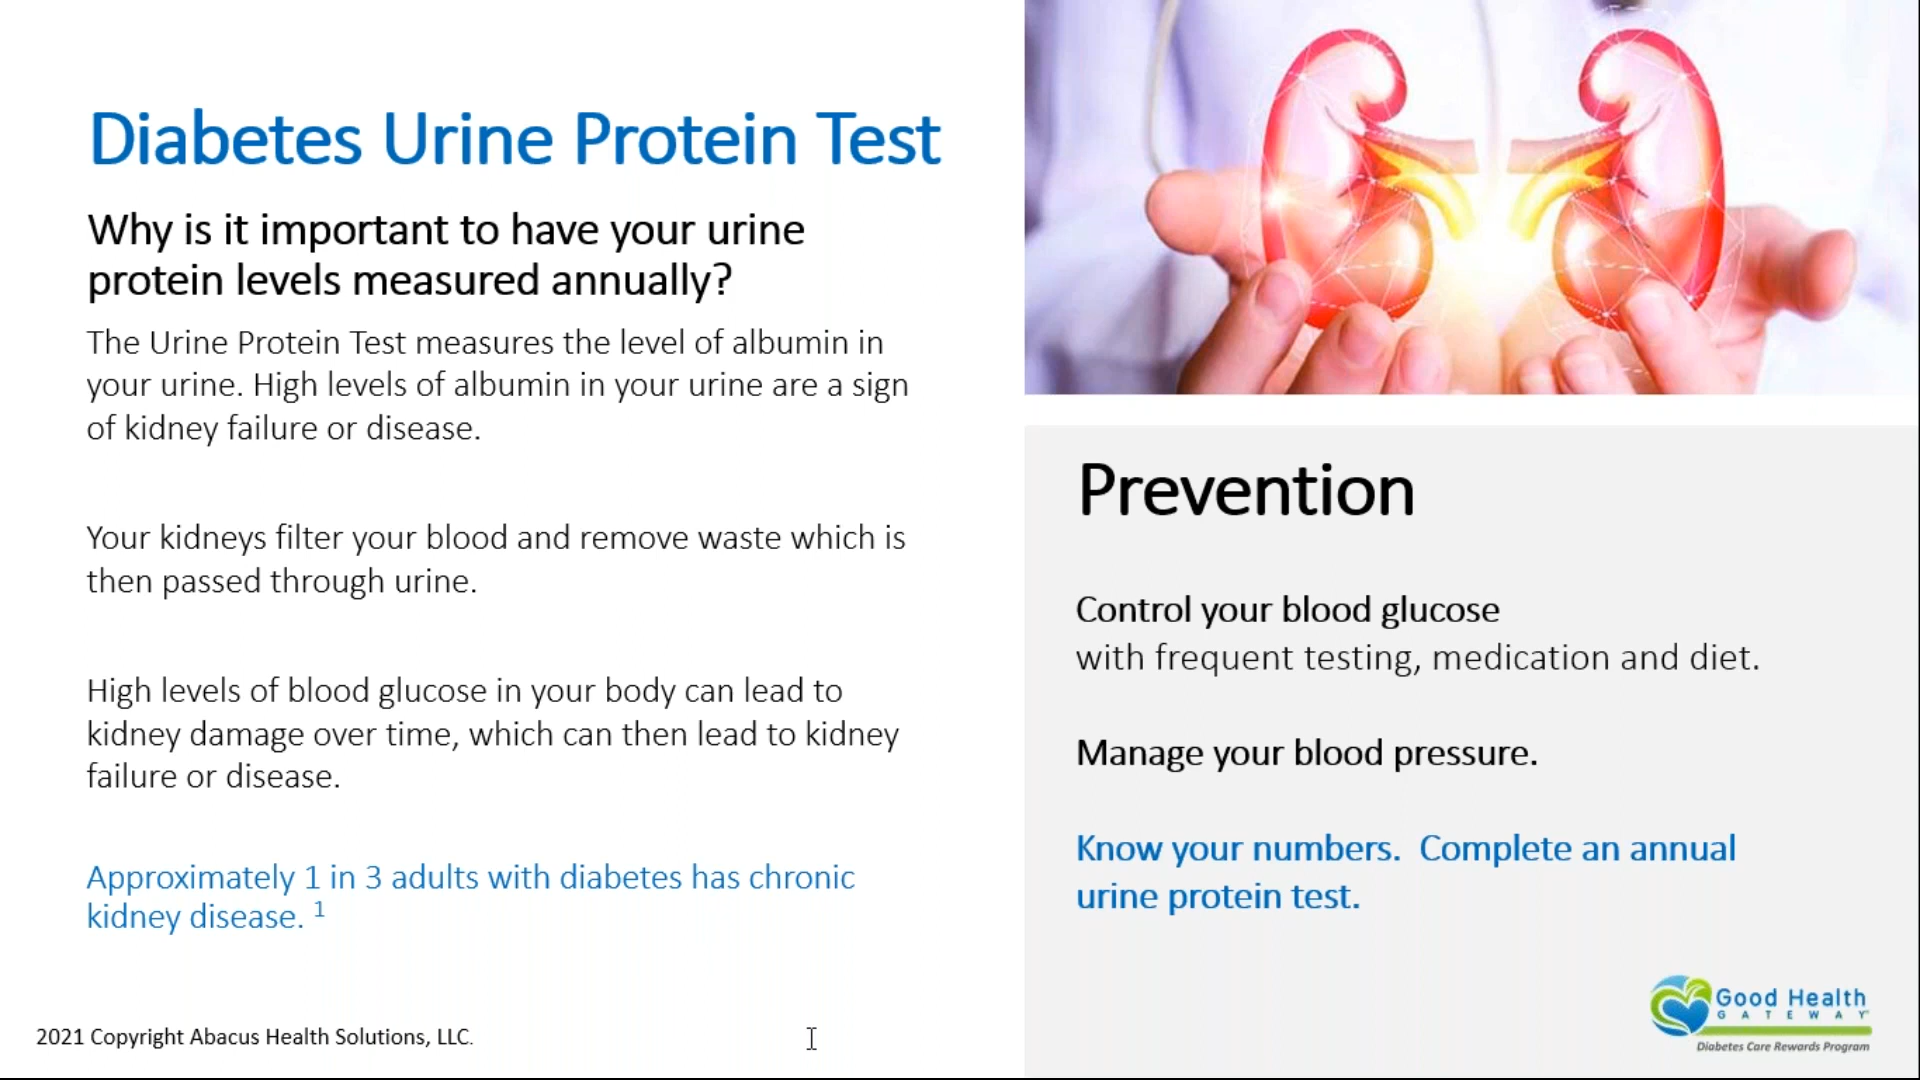 Diabetes Urine Protein Test
Why is it important to have your urine
protein levels measured annually?
The Urine Protein Test measures the level of albumin in
your urine. High levels of albumin in your urine are a sign
of kidney failure or disease.
Your kidneys filter your blood and remove waste which is
then passed through urine.
High levels of blood glucose in your body can lead to
kidney damage over time, which can then lead to kidney
failure or disease.
Approximately 1 in 3 adults with diabetes has chronic
kidney disease. 1
2021 Copyright Abacus Health Solutions, LLC.
Prevention
Control your blood glucose
with frequent testing, medication and diet.
Manage your blood pressure.
Know your numbers.  Complete an annual
urine protein test.
Good Health
GATEWAY
Diabetes Care Rewards Program